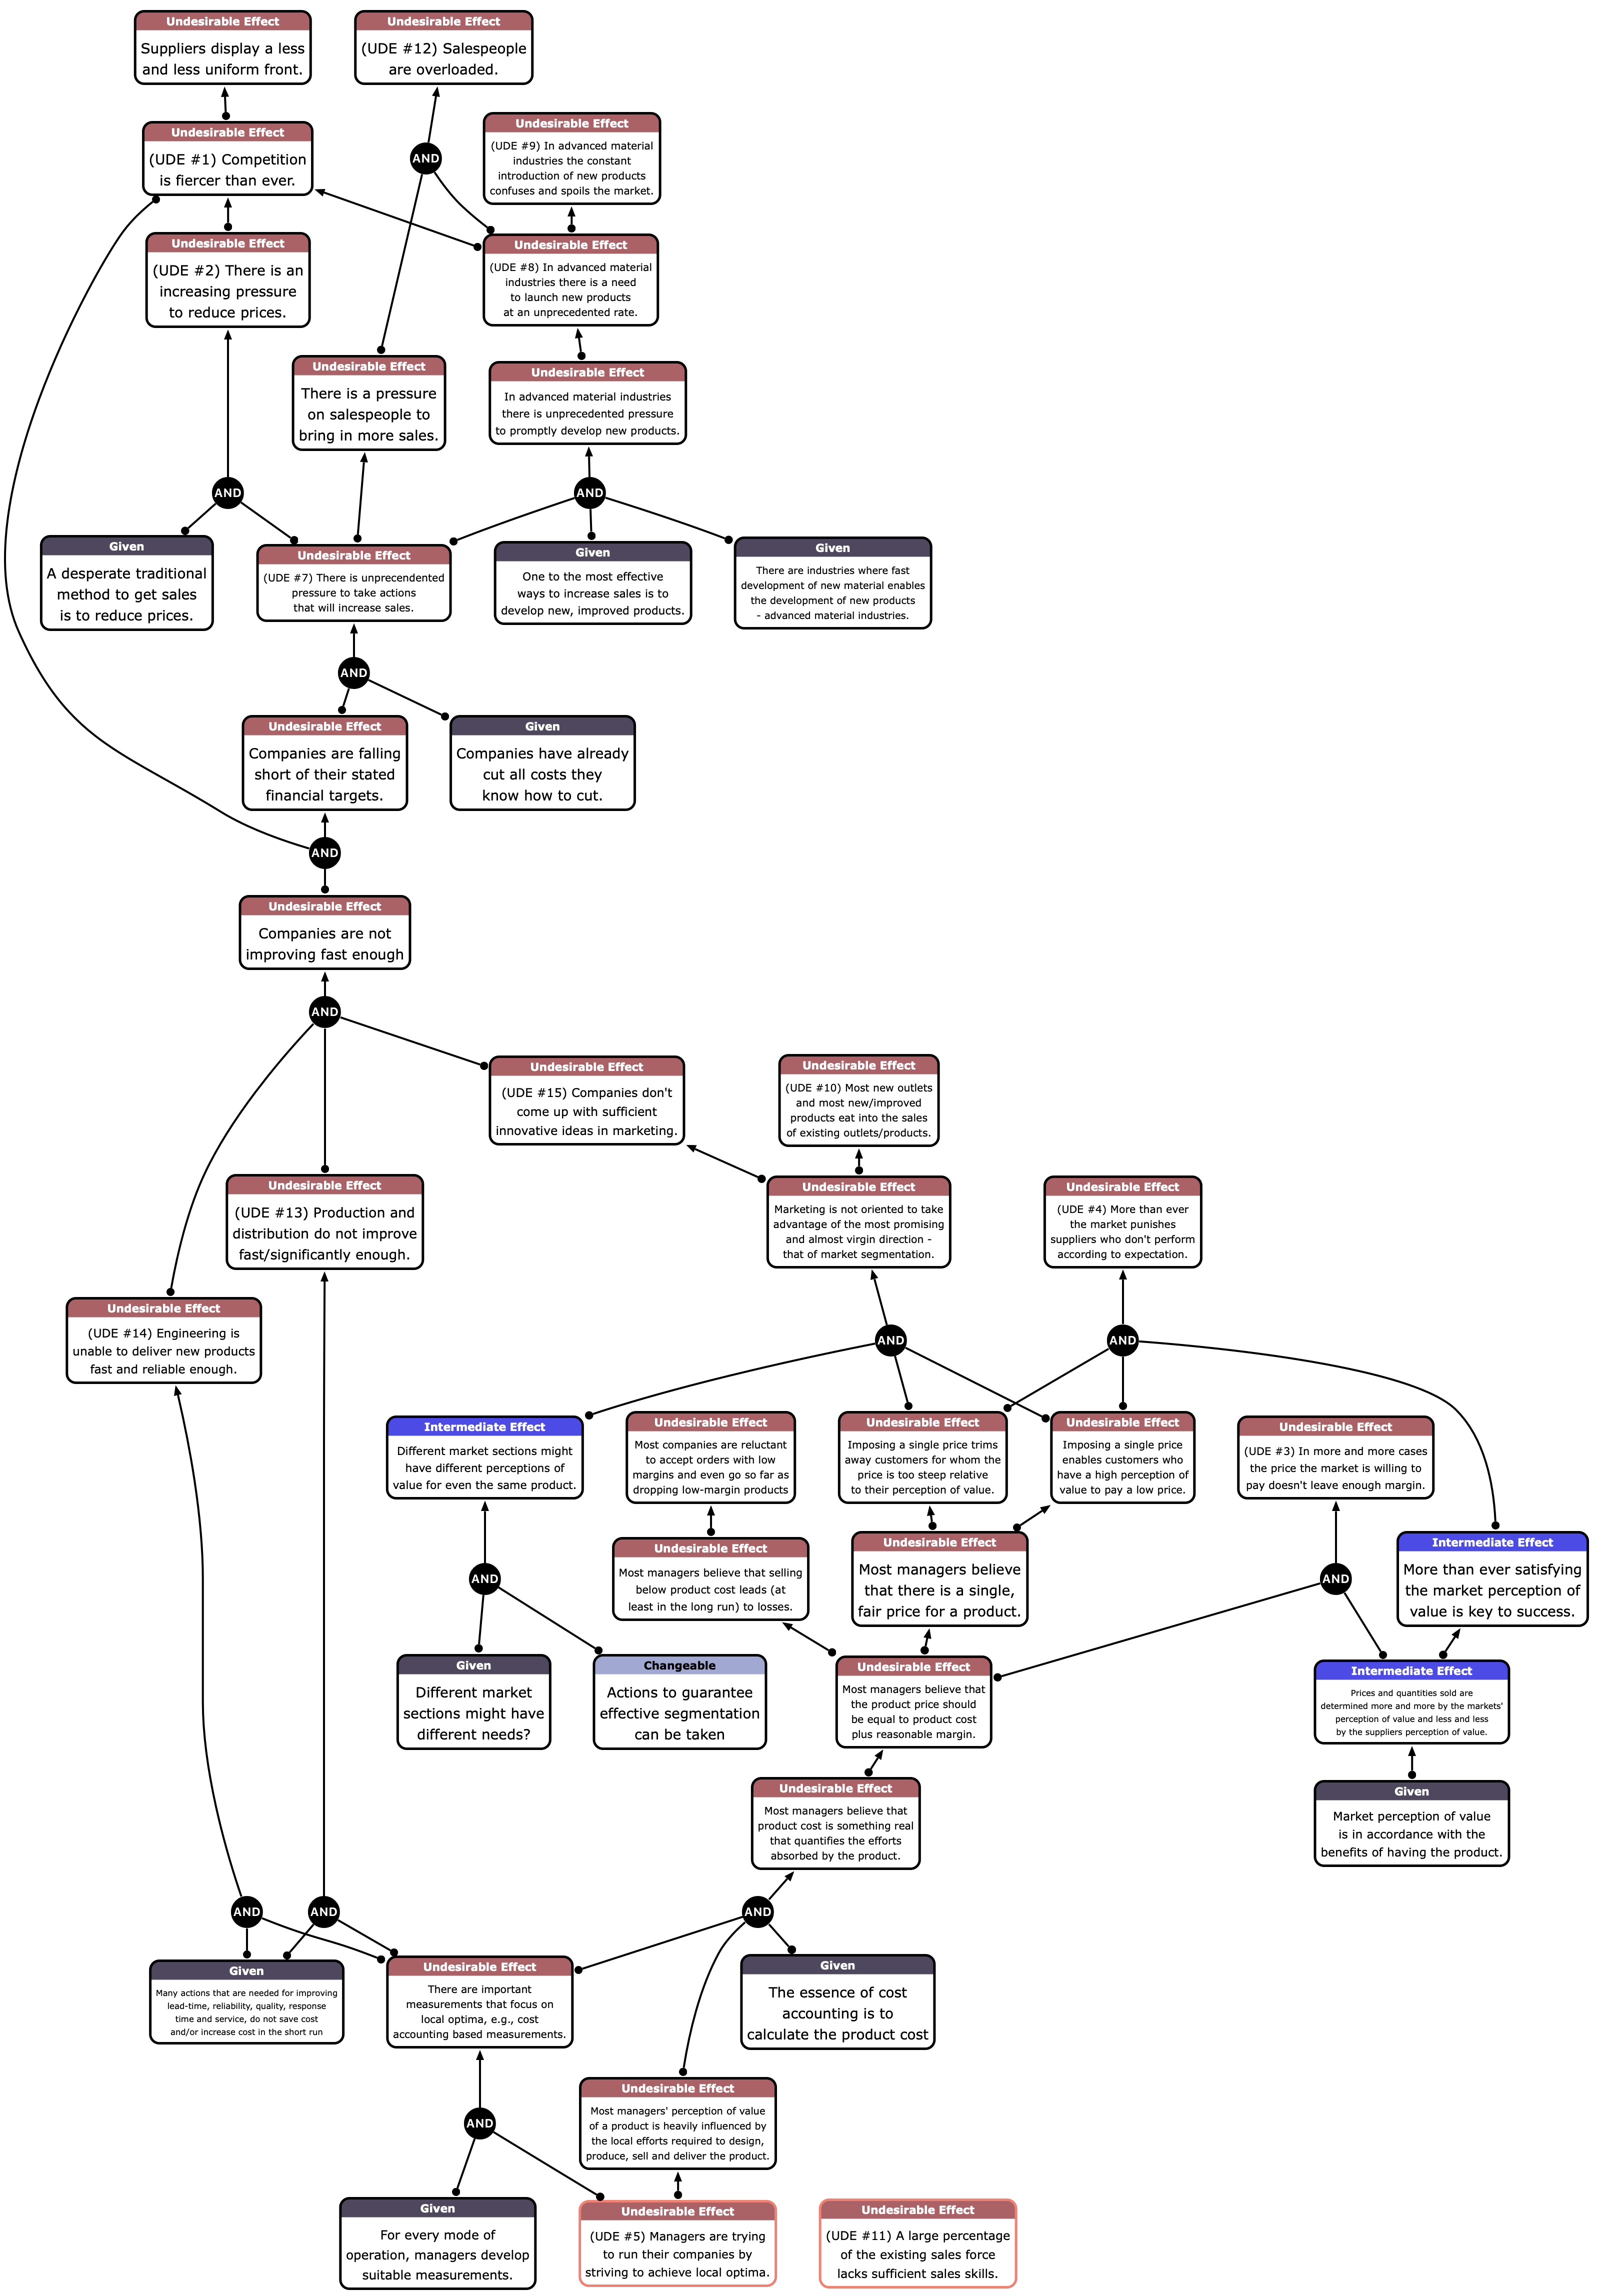 Undesirable Effect
Suppliers display a less
and less uniform front.
Undesirable Effect
(UDE #12) Salespeople
are overloaded.
Undesirable Effect
(UDE #1) Competition
is fiercer than ever.
AND
Undesirable Effect
(UDE #9) In advanced material
industries the constant
introduction of new products
confuses and spoils the market.
Undesirable Effect
(UDE #2) There is an
increasing pressure
to reduce prices.
Undesirable Effect
(UDE #8) In advanced material
industries there is a need
to launch new products
at an unprecedented rate.
Undesirable Effect
There is a pressure
on salespeople to
bring in more sales.
Undesirable Effect
In advanced material industries
there is unprecedented pressure
to promptly develop new products.
AND
AND
Given
A desperate traditional
method to get sales
is to reduce prices.
Undesirable Effect
(UDE #7) There is unprecendented
pressure to take actions
that will increase sales.
Given
One to the most effective
ways to increase sales is to
develop new, improved products.
Given
There are industries where fast
development of new material enables
the development of new products
- advanced material industries.
AND
Undesirable Effect
Companies are falling
short of their stated
financial targets.
Given
Companies have already
cut all costs they
know how to cut.
AND
Undesirable Effect
Companies are not
improving fast enough
AND
Undesirable Effect
(UDE #15) Companies don't
come up with sufficient
innovative ideas in marketing.
Undesirable Effect
(UDE #10) Most new outlets
and most new/improved
products eat into the sales
of existing outlets/products.
Undesirable Effect
(UDE #13) Production and
distribution do not improve
fast/significantly enough.
Undesirable Effect
Marketing is not oriented to take
advantage of the most promising
and almost virgin direction -
that of market segmentation.
Undesirable Effect
(UDE #4) More than ever
the market punishes
suppliers who don't perform
according to expectation.
Undesirable Effect
(UDE #14) Engineering is
unable to deliver new products
fast and reliable enough.
AND
AND
Intermediate Effect
Different market sections might
have different perceptions of
value for even the same product.
Undesirable Effect
Most companies are reluctant
to accept orders with low
margins and even go so far as
dropping low-margin products
Undesirable Effect
Imposing a single price trims
away customers for whom the
price is too steep relative
to their perception of value.
Undesirable Effect
Imposing a single price
enables customers who
have a high perception of
value to pay a low price.
Undesirable Effect
(UDE #3) In more and more cases
the price the market is willing to
pay doesn't leave enough margin.
AND
Undesirable Effect
Most managers believe that selling
below product cost leads (at
least in the long run) to losses.
Undesirable Effect
Most managers believe
that there is a single,
fair price for a product.
AND
Intermediate Effect
More than ever satisfying
the market perception of
value is key to success.
Given
Different market
sections might have
different needs?
Changeable
Actions to guarantee
effective segmentation
can be taken
Undesirable Effect
Most managers believe that
the product price should
be equal to product cost
plus reasonable margin.
Intermediate Effect
Prices and quantities sold are
determined more and more by the markets'
perception of value and less and less
by the suppliers perception of value.
Undesirable Effect
Most managers believe that
product cost is something real
that quantifies the efforts
absorbed by the product.
Given
Market perception of value
is in accordance with the
benefits of having the product.
AND
AND
AND
Given
Many actions that are needed for improving
lead-time, reliability, quality, response
time and service, do not save cost
and/or increase cost in the short run
Undesirable Effect
There are important
measurements that focus on
local optima, e.g., cost
accounting based measurements.
Given
The essence of cost
accounting is to
calculate the product cost
AND
Undesirable Effect
Most managers' perception of value
of a product is heavily influenced by
the local efforts required to design,
produce, sell and deliver the product.
Given
For every mode of
operation, managers develop
suitable measurements.
Undesirable Effect
(UDE #5) Managers are trying
to run their companies by
striving to achieve local optima.
Undesirable Effect
(UDE #11) A large percentage
of the existing sales force
lacks sufficient sales skills.